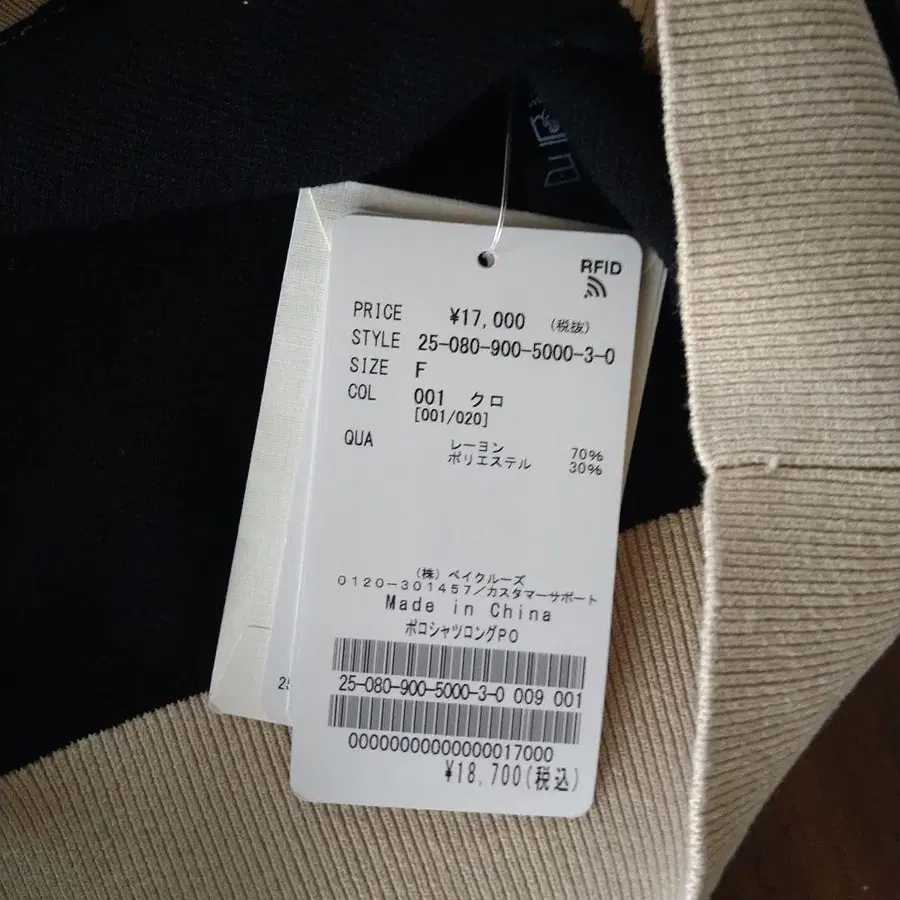 RFID
PRICE ¥17,000 (税抜)
STYLE 25-080-900-5000-3-0
SIZE F
COL 001 クロ
[001/020]
QUA レーヨン 70%
ポリエステル 30%
(株)ベイクルーズ
0120-301457/カスタマーサポート
Made in China
ポロシャツロングPO
25-080-900-5000-3-0 009 001
00000000000000017000
¥18,700(税込)